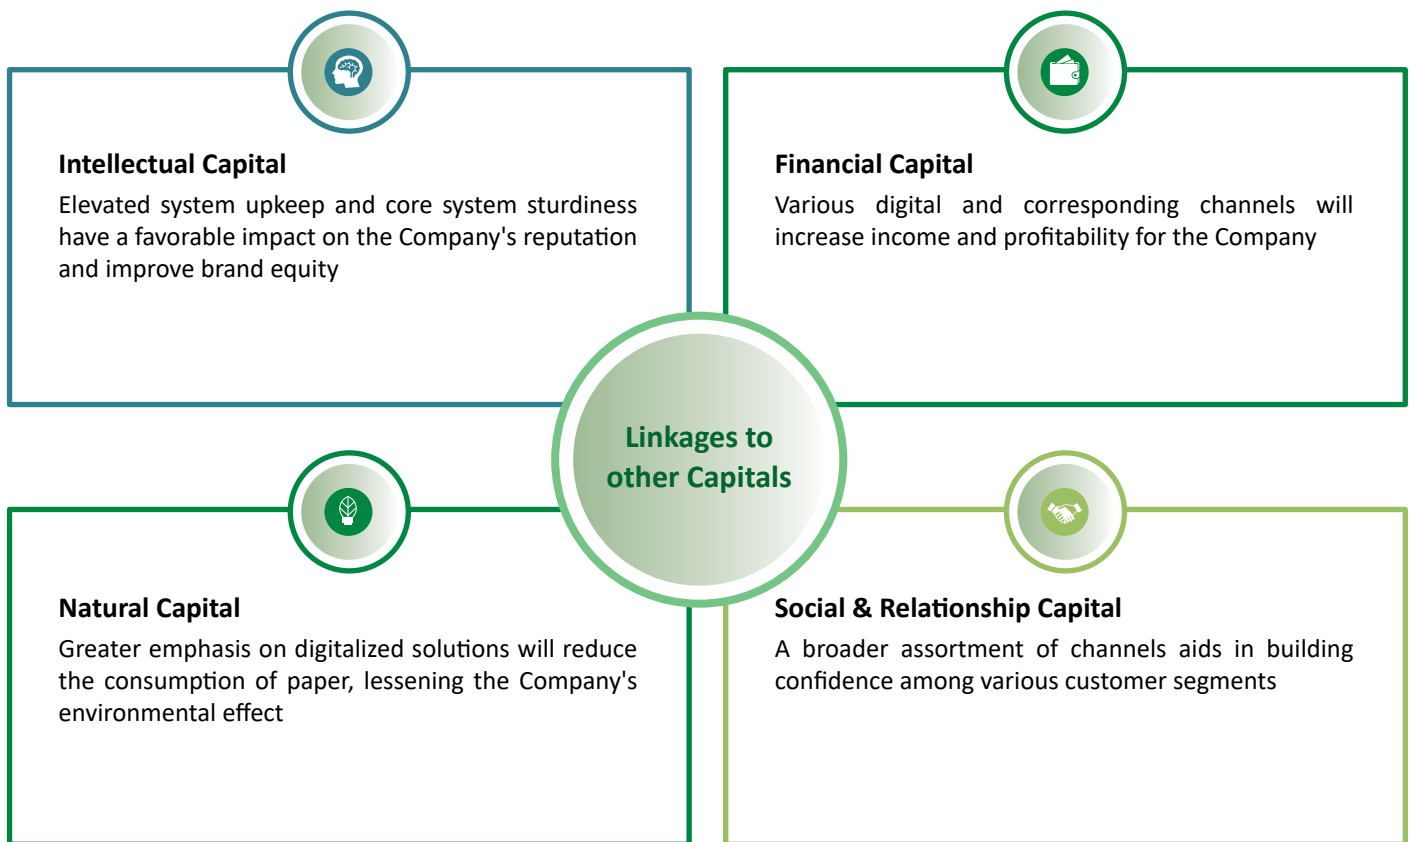 Intellectual Capital
Elevated system upkeep and core system sturdiness
have a favorable impact on the Company's reputation
and improve brand equity
Financial Capital
Various digital and corresponding channels will
increase income and profitability for the Company
Linkages to
other Capitals
Natural Capital
Greater emphasis on digitalized solutions will reduce
the consumption of paper, lessening the Company's
environmental effect
Social & Relationship Capital
A broader assortment of channels aids in building
confidence among various customer segments